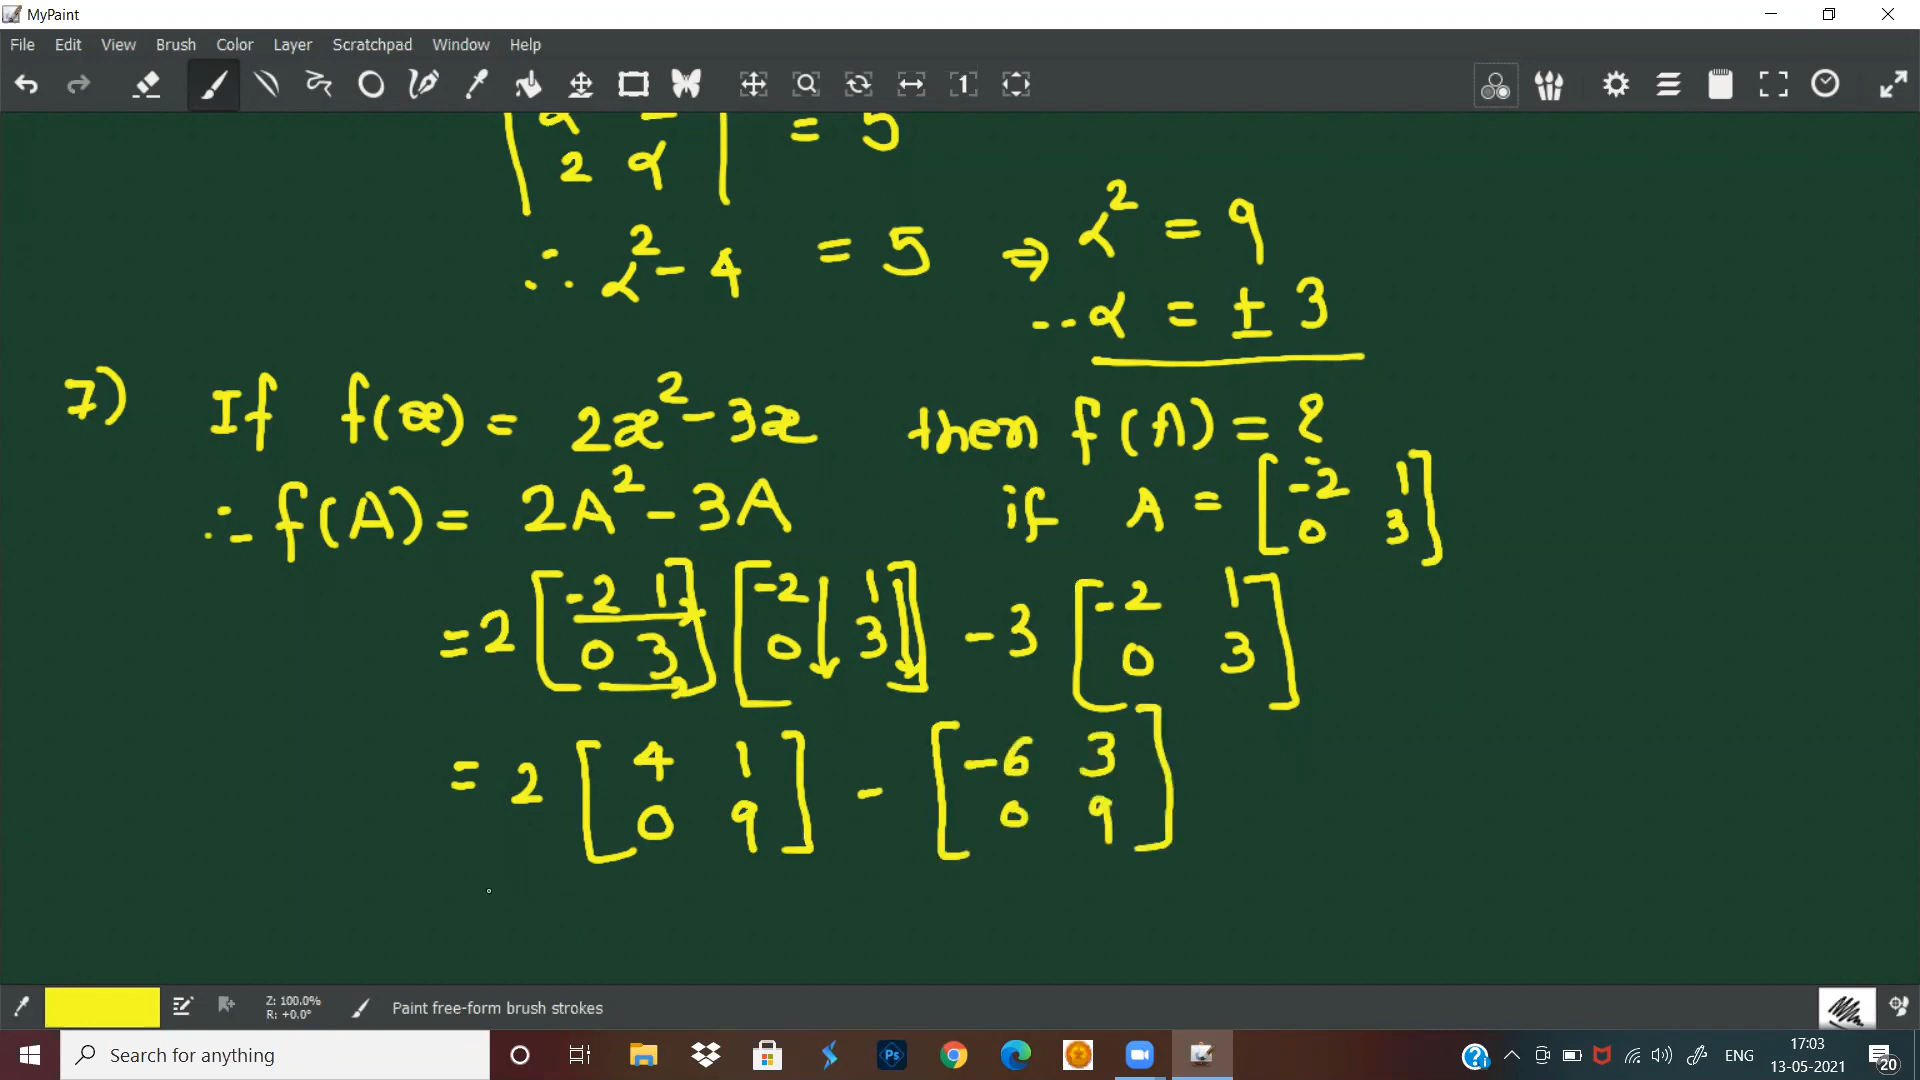 MyPaint
File Edit View Brush Color Layer Scratchpad Window Help
| α 2 | = 5
| 2 α |
∴ α² - 4 = 5 ⇒ α² = 9
∴ α = ± 3
7) If f(x) = 2x² - 3x then f(A) = ?
∴ f(A) = 2A² - 3A if A = [ -2 1
0 3 ]
= 2 [ -2 1 [ -2 1 - 3 [ -2 1
0 3 ] 0 3 ] 0 3 ]
= 2 [ 4 1 - [ -6 3
0 9 ] 0 9 ]
Z: 100.0%
R: +0.0°
Paint free-form brush strokes
Search for anything
Ps
ENG
17:03
13-05-2021
20